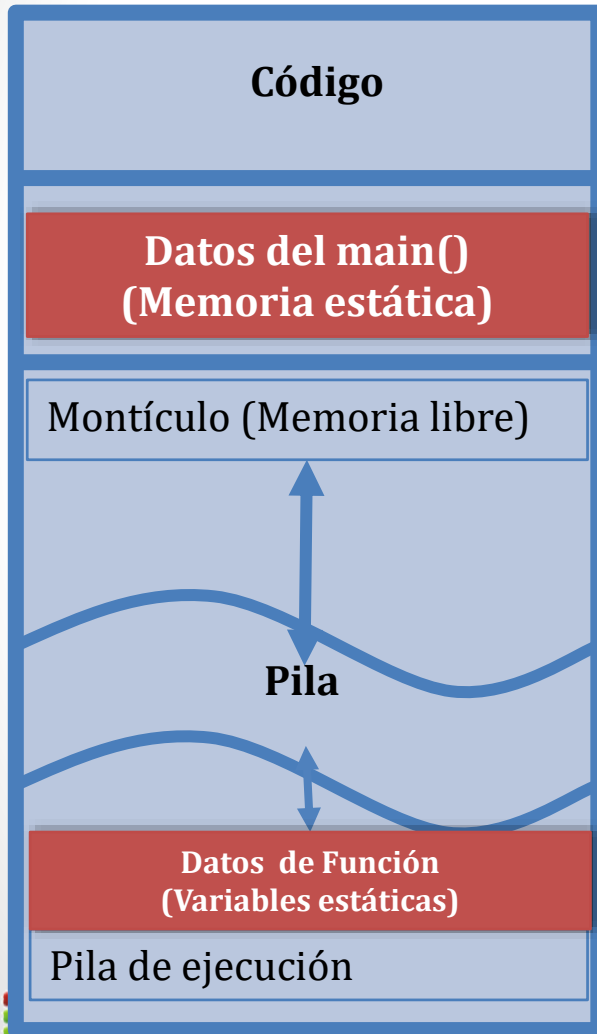 Código
Datos del main()
(Memoria estática)
Montículo (Memoria libre)
Pila
Datos de Función
(Variables estáticas)
Pila de ejecución